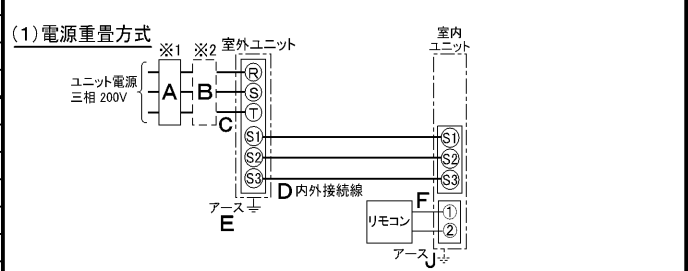 (1)電源重畳方式
※1 ※2 室外ユニット 室内
ユニット
ユニット電源
三相 200V
A B R
S
T
C
S1 S1
S2 S2
S3 S3
D 内外接続線
アース
E
F
リモコン ① ②
アース J